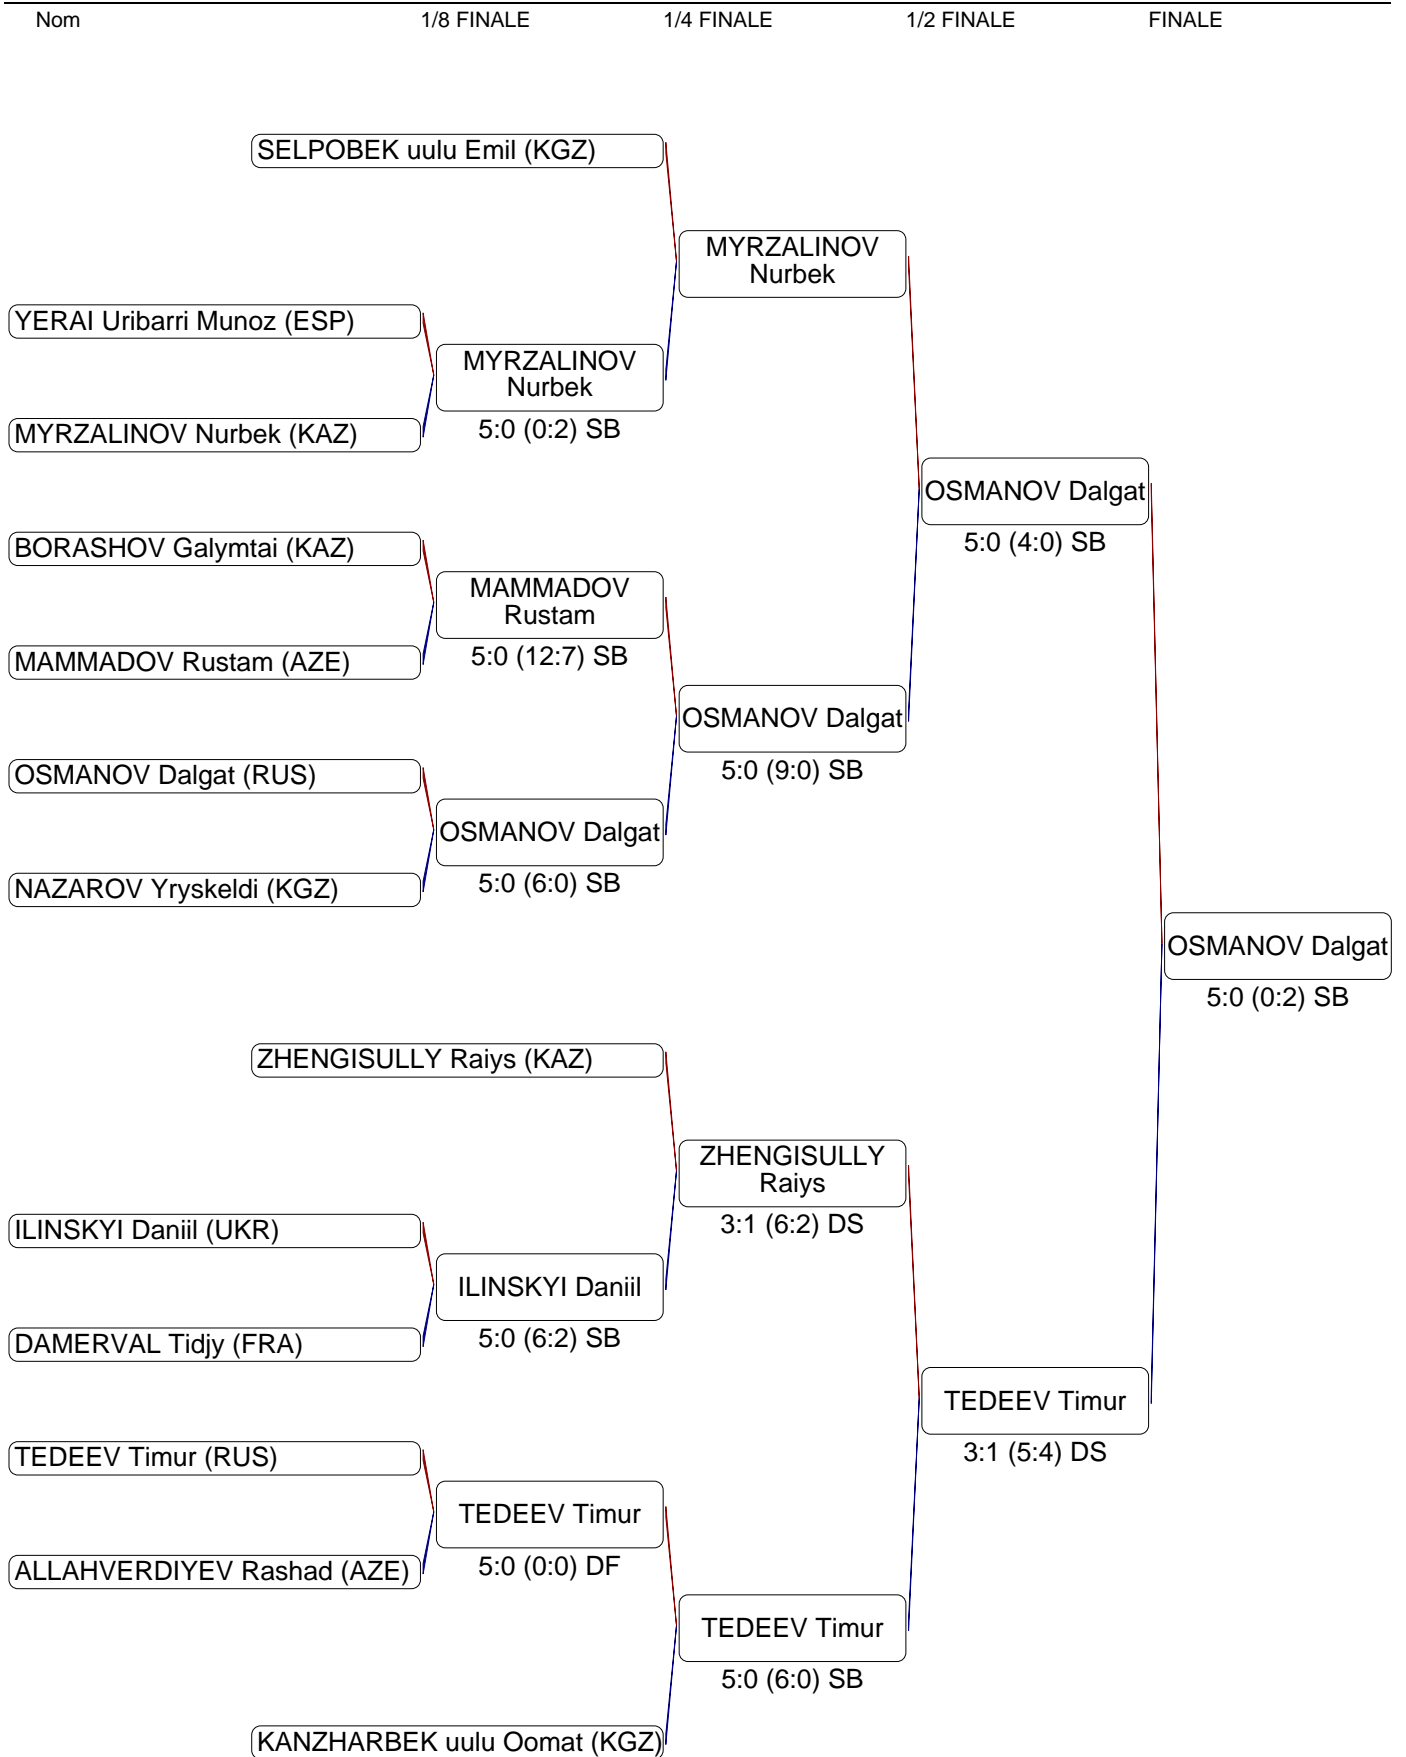 Nom 1/8 FINALE 1/4 FINALE 1/2 FINALE FINALE
SELPOBEK uulu Emil (KGZ)
MYRZALINOV
Nurbek
YERAI Uribarri Munoz (ESP)
MYRZALINOV
Nurbek
5:0 (0:2) SB
MYRZALINOV Nurbek (KAZ)
OSMANOV Dalgat
5:0 (4:0) SB
BORASHOV Galymtai (KAZ)
MAMMADOV
Rustam
5:0 (12:7) SB
MAMMADOV Rustam (AZE)
OSMANOV Dalgat
5:0 (9:0) SB
OSMANOV Dalgat (RUS)
OSMANOV Dalgat
5:0 (6:0) SB
NAZAROV Yryskeldi (KGZ)
OSMANOV Dalgat
5:0 (0:2) SB
ZHENGISULLY Raiys (KAZ)
ZHENGISULLY
Raiys
3:1 (6:2) DS
ILINSKYI Daniil (UKR)
ILINSKYI Daniil
5:0 (6:2) SB
DAMERVAL Tidjy (FRA)
TEDEEV Timur
3:1 (5:4) DS
TEDEEV Timur (RUS)
TEDEEV Timur
5:0 (0:0) DF
ALLAHVERDIYEV Rashad (AZE)
TEDEEV Timur
5:0 (6:0) SB
KANZHARBEK uulu Oomat (KGZ)